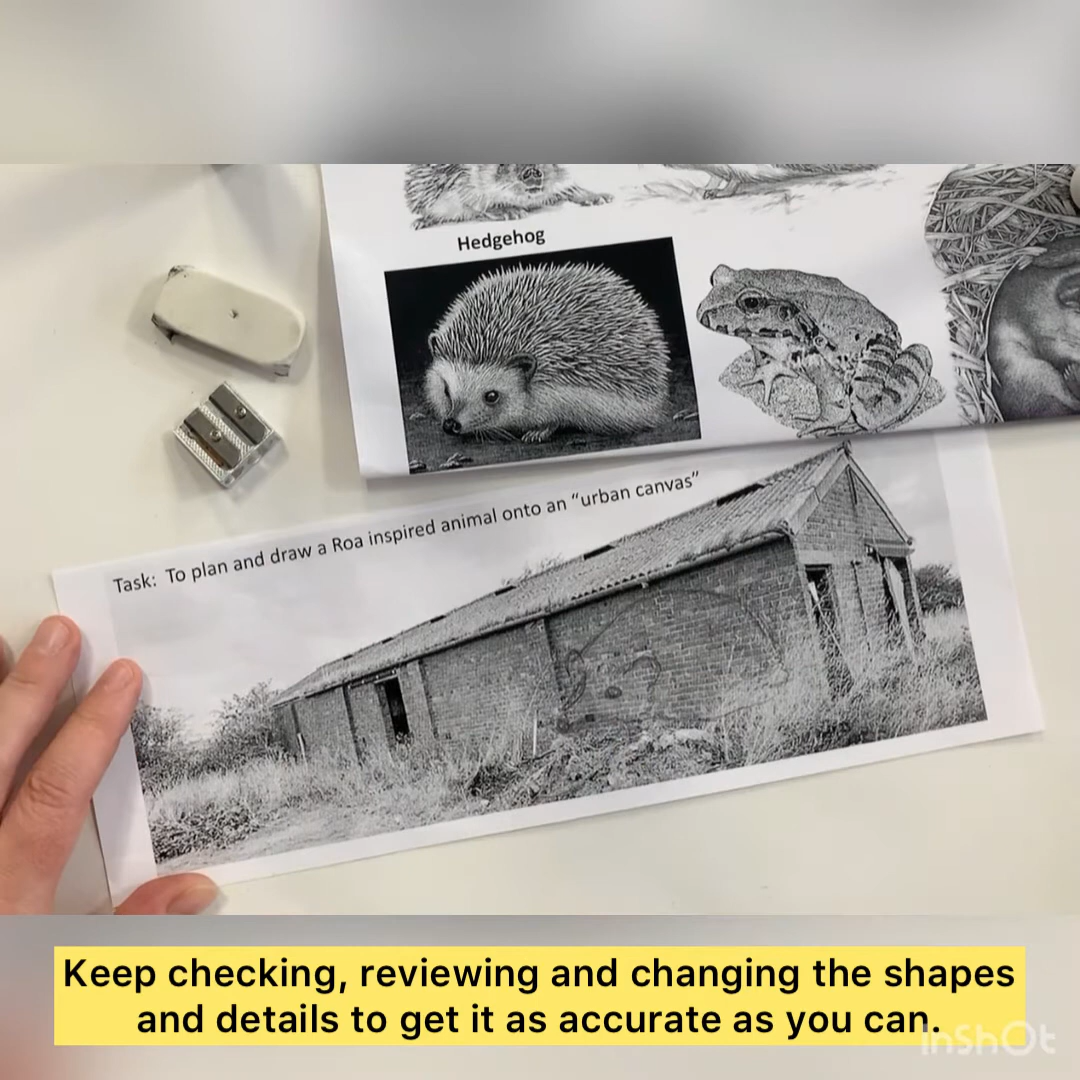 Hedgehog
Task: To plan and draw a Roa inspired animal onto an “urban canvas”
Keep checking, reviewing and changing the shapes
and details to get it as accurate as you can.
InShOt